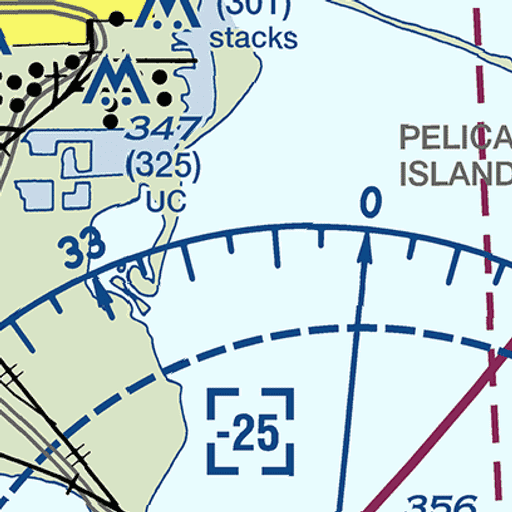 (301)
stacks
347
(325)
UC
PELICA
ISLAND
0
33
-25
356